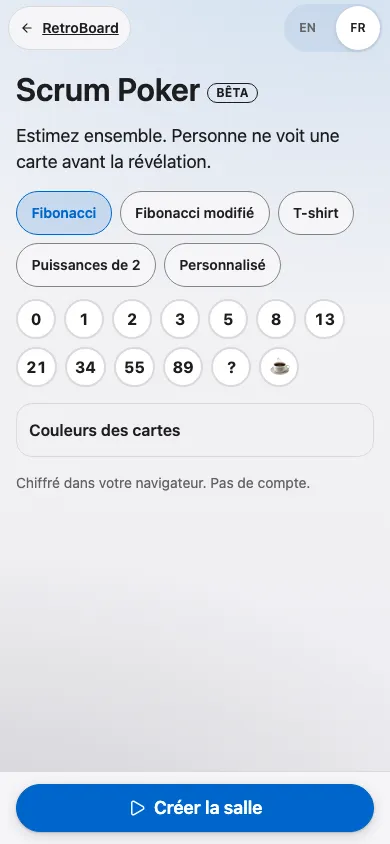 RetroBoard
EN FR
Scrum Poker BÊTA
Estimez ensemble. Personne ne voit une
carte avant la révélation.
Fibonacci Fibonacci modifié T-shirt
Puissances de 2 Personnalisé
0 1 2 3 5 8 13
21 34 55 89 ?
Couleurs des cartes
Chiffré dans votre navigateur. Pas de compte.
Créer la salle